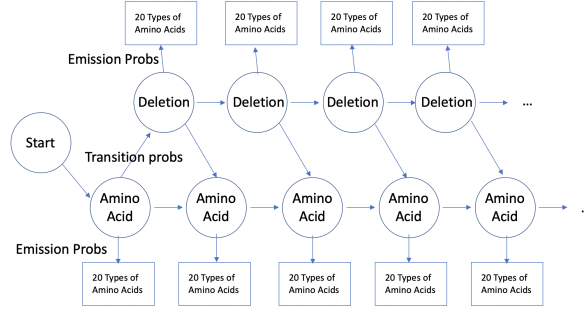 20 Types of
Amino Acids
20 Types of
Amino Acids
20 Types of
Amino Acids
20 Types of
Amino Acids
Emission Probs
Deletion
Deletion
Deletion
Deletion
...
Start
Transition probs
Amino
Acid
Amino
Acid
Amino
Acid
Amino
Acid
Amino
Acid
.
Emission Probs
20 Types of
Amino Acids
20 Types of
Amino Acids
20 Types of
Amino Acids
20 Types of
Amino Acids
20 Types of
Amino Acids